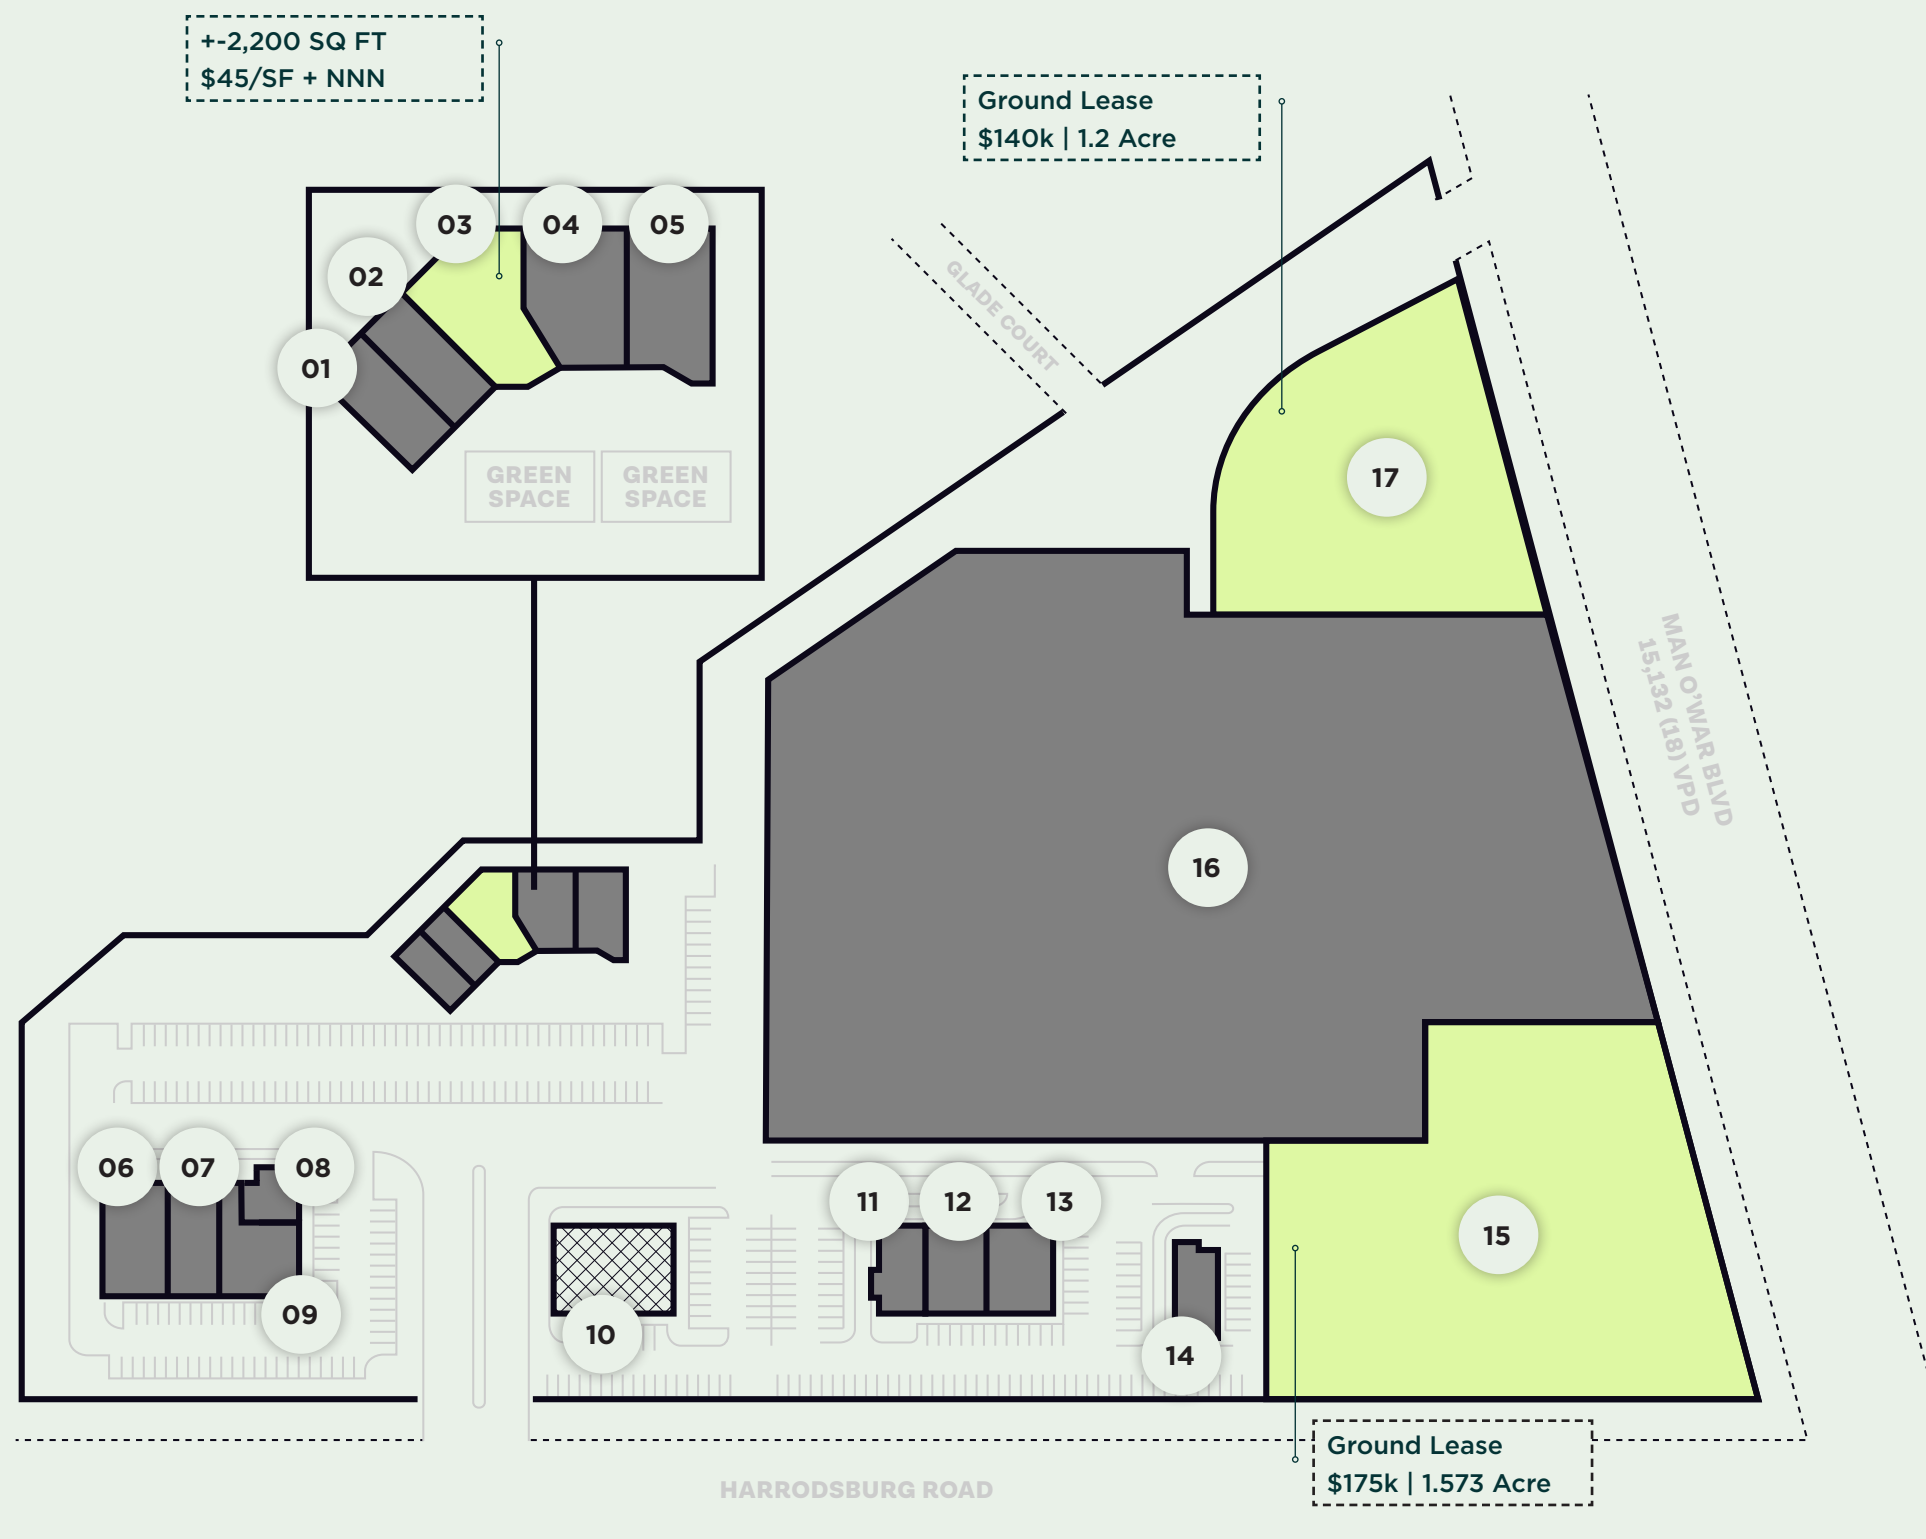 +-2,200 SQ FT
$45/SF + NNN
Ground Lease
$140k | 1.2 Acre
03
04
05
02
01
GREEN
SPACE
GREEN
SPACE
GLADE COURT
17
MAN O'WAR BLVD
15,132 (18) VPD
16
06
07
08
09
10
11
12
13
14
15
Ground Lease
$175k | 1.573 Acre
HARRODSBURG ROAD